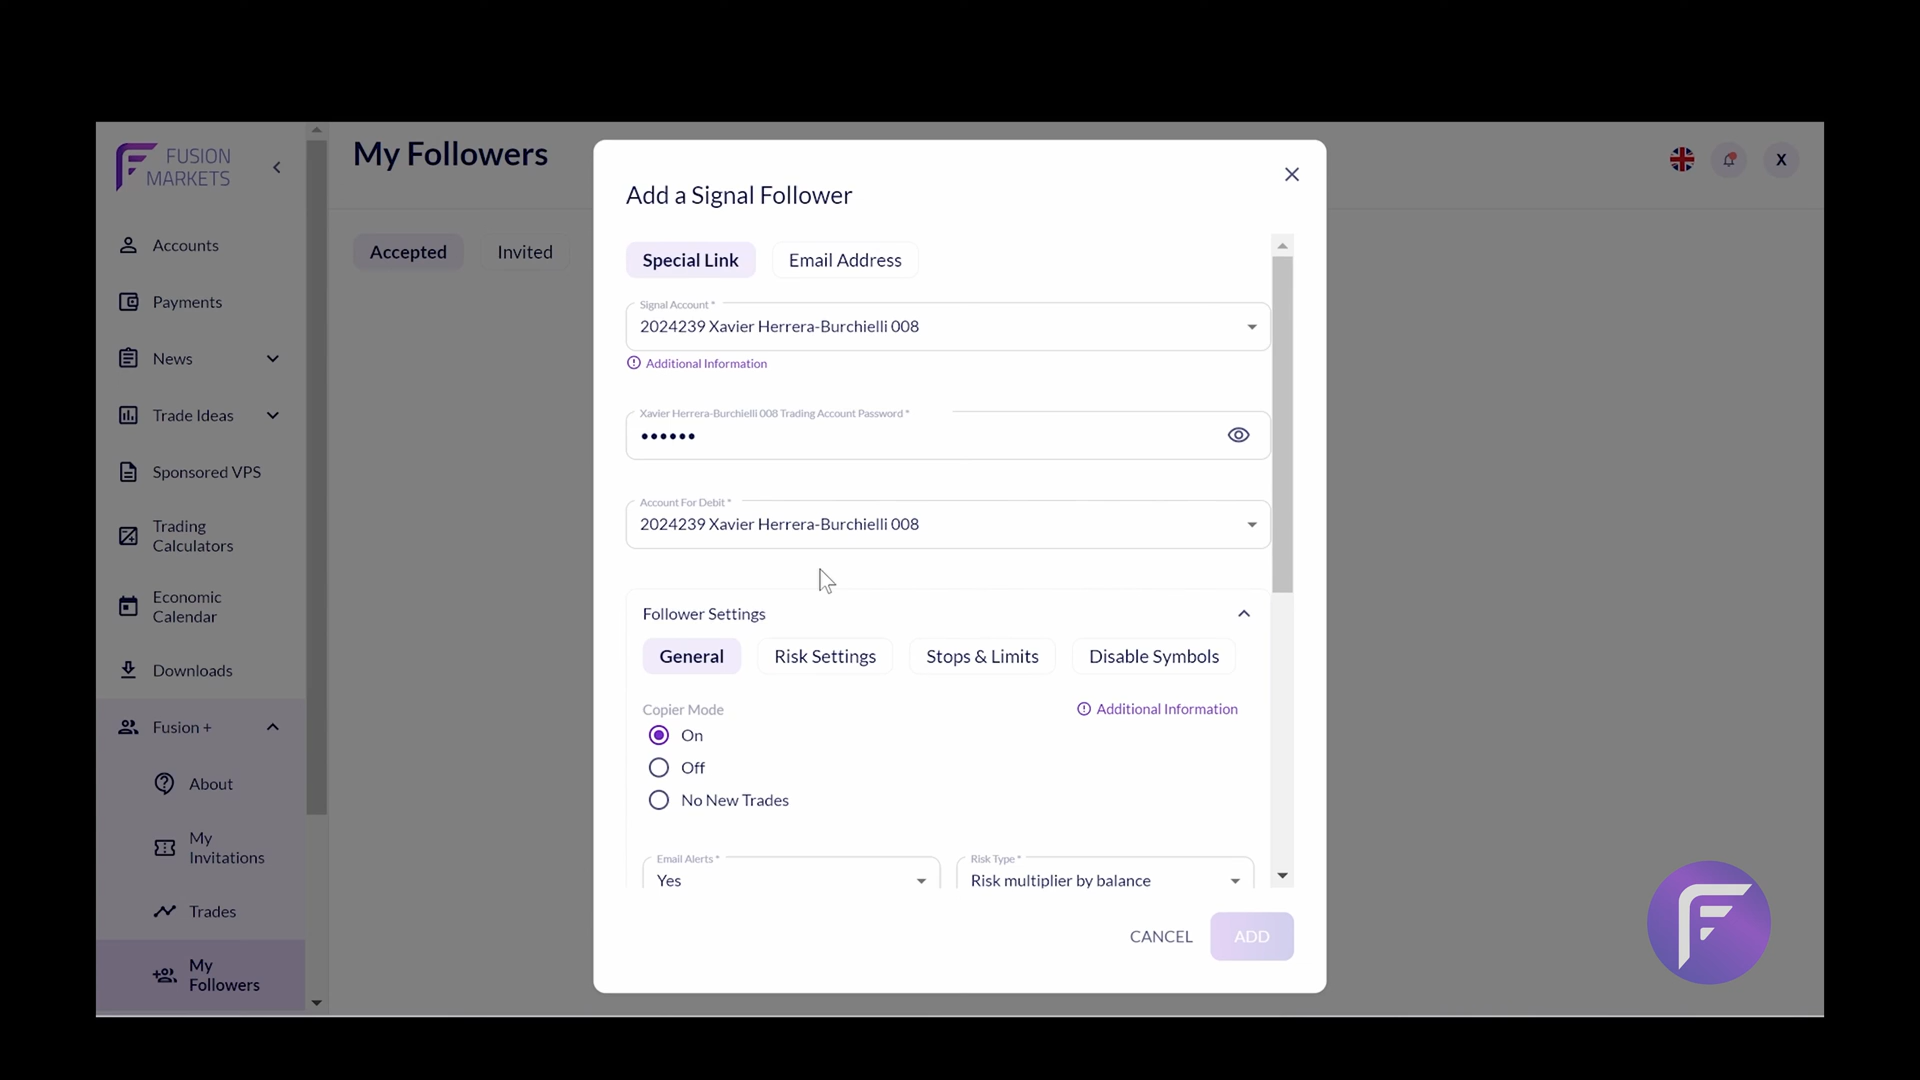 FUSION
MARKETS
Accounts
Payments
News
Trade Ideas
Sponsored VPS
Trading
Calculators
Economic
Calendar
Downloads
Fusion +
About
My
Invitations
Trades
My
Followers
My Followers
Accepted
Invited
X
Add a Signal Follower
Special Link
Email Address
Signal Account *
2024239 Xavier Herrera-Burchielli 008
Additional Information
Xavier Herrera-Burchielli 008 Trading Account Password *
••••••
Account For Debit *
2024239 Xavier Herrera-Burchielli 008
Follower Settings
General
Risk Settings
Stops & Limits
Disable Symbols
Copier Mode
Additional Information
On
Off
No New Trades
Email Alerts *
Yes
Risk Type *
Risk multiplier by balance
CANCEL
ADD